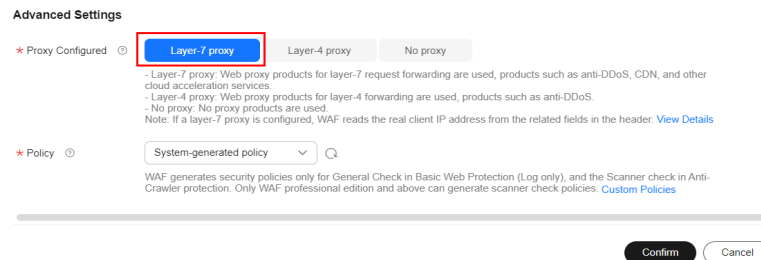 Advanced Settings
* Proxy Configured ? Layer-7 proxy Layer-4 proxy No proxy
- Layer-7 proxy: Web proxy products for layer-7 request forwarding are used, products such as anti-DDoS, CDN, and other
cloud acceleration services.
- Layer-4 proxy: Web proxy products for layer-4 forwarding are used, products such as anti-DDoS.
- No proxy: No proxy products are used.
Note: If a layer-7 proxy is configured, WAF reads the real client IP address from the related fields in the header. View Details
* Policy ? System-generated policy
WAF generates security policies only for General Check in Basic Web Protection (Log only), and the Scanner check in Anti-
Crawler protection. Only WAF professional edition and above can generate scanner check policies. Custom Policies
Confirm Cancel